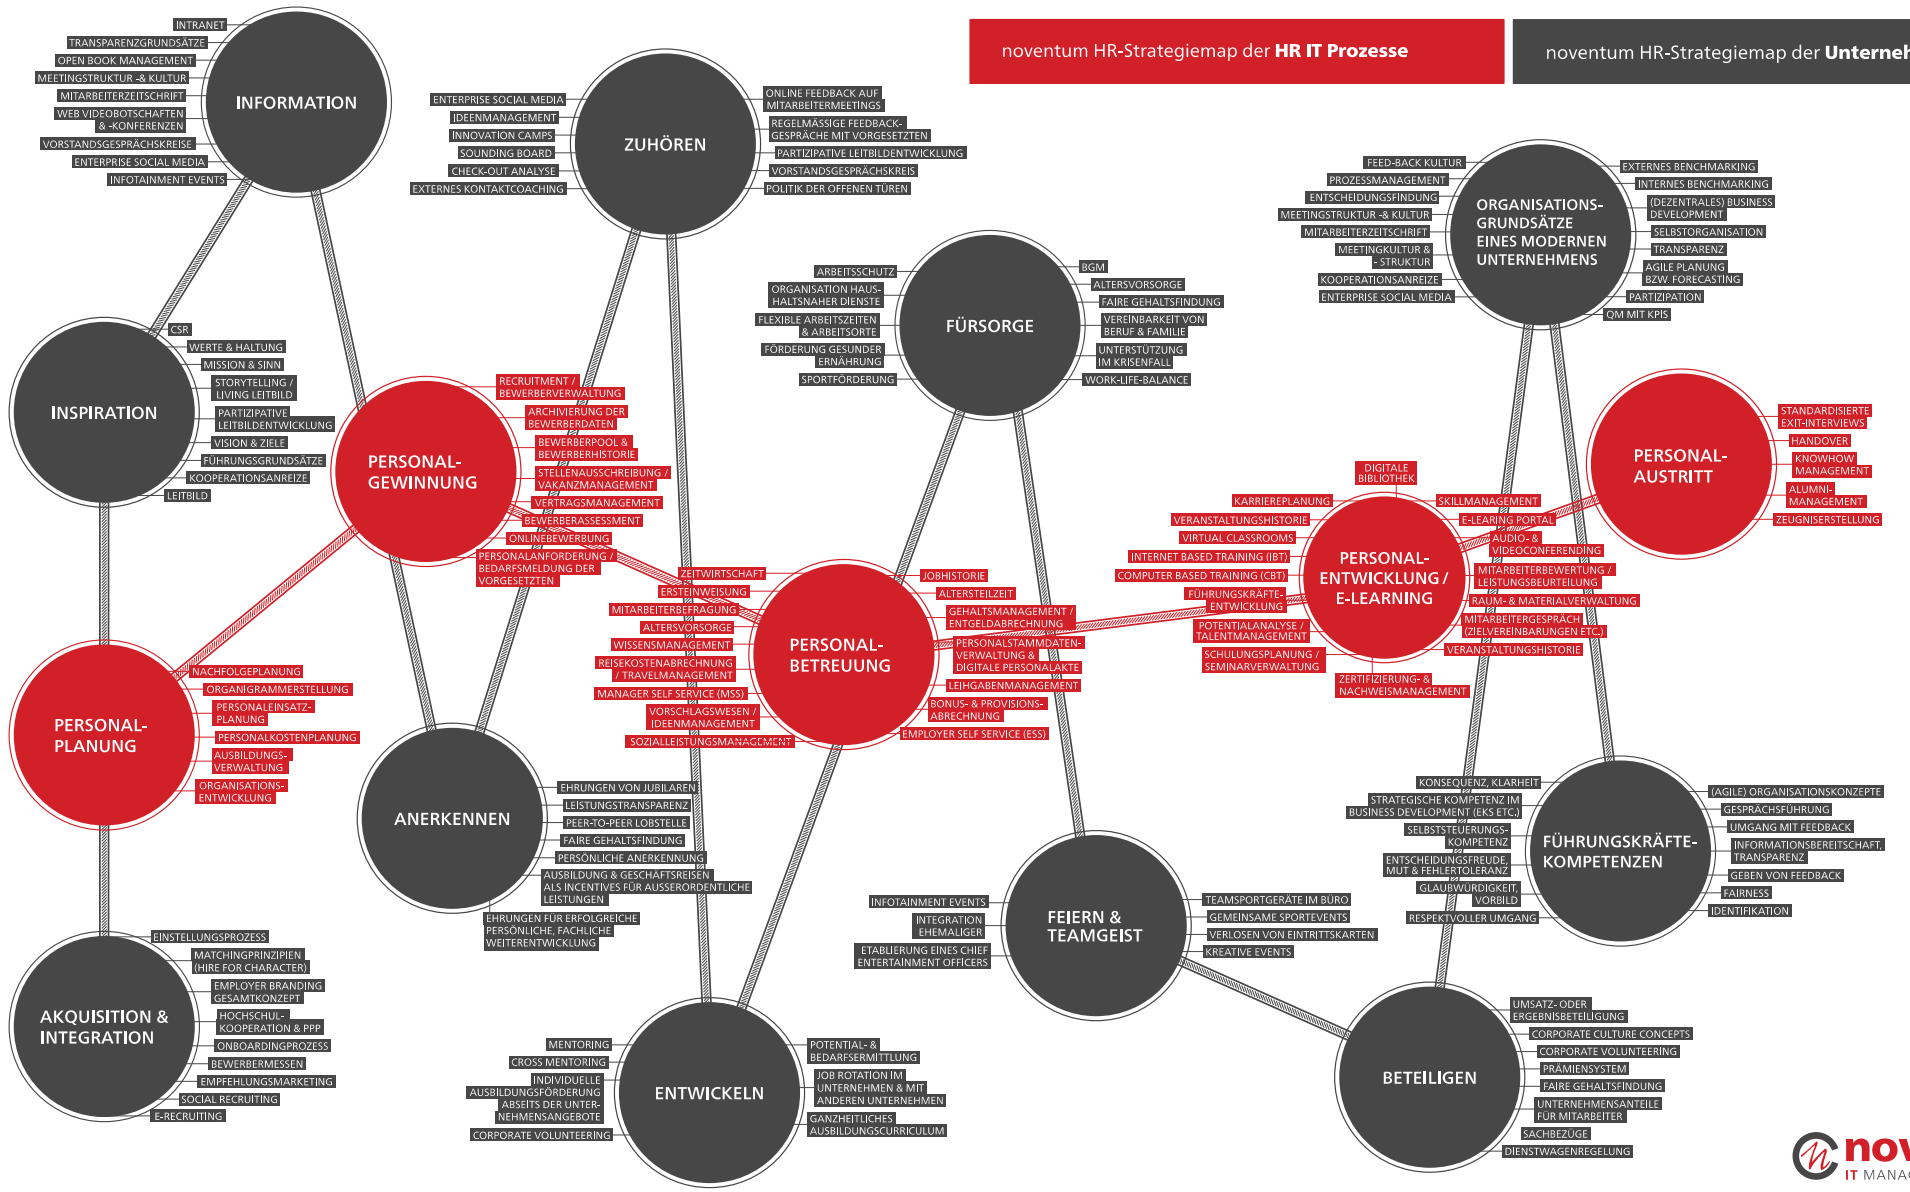 noventum HR-Strategiemap der HR IT Prozesse
noventum HR-Strategiemap der Unterneh
INTRANET
TRANSPARENZGRUNDSÄTZE
OPEN BOOK MANAGEMENT
MEETINGSTRUKTUR -& KULTUR
MITARBEITERZEITSCHRIFT
WEB VIDEOBOTSCHAFTEN
& -KONFERENZEN
VORSTANDSGESPRÄCHSKREISE
ENTERPRISE SOCIAL MEDIA
INFOTAINMENT EVENTS
INFORMATION
ENTERPRISE SOCIAL MEDIA
IDEENMANAGEMENT
INNOVATION CAMPS
SOUNDING BOARD
CHECK-OUT ANALYSE
EXTERNES KONTAKTCOACHING
ZUHÖREN
ONLINE FEEDBACK AUF
MITARBEITERMEETINGS
REGELMÄSSIGE FEEDBACK-
GESPRÄCHE MIT VORGESETZTEN
PARTIZIPATIVE LEITBILDENTWICKLUNG
VORSTANDSGESPRÄCHSKREIS
POLITIK DER OFFENEN TÜREN
FEED-BACK KULTUR
PROZESSMANAGEMENT
ENTSCHEIDUNGSFINDUNG
MEETINGSTRUKTUR -& KULTUR
MITARBEITERZEITSCHRIFT
MEETINGKULTUR &
- STRUKTUR
KOOPERATIONSANREIZE
ENTERPRISE SOCIAL MEDIA
ORGANISATIONS-
GRUNDSÄTZE
EINES MODERNEN
UNTERNEHMENS
EXTERNES BENCHMARKING
INTERNES BENCHMARKING
(DEZENTRALES) BUSINESS
DEVELOPMENT
SELBSTORGANISATION
TRANSPARENZ
AGILE PLANUNG
BZW. FORECASTING
PARTIZIPATION
QM MIT KPIS
ARBEITSSCHUTZ
ORGANISATION HAUS-
HALTSNAHER DIENSTE
FLEXIBLE ARBEITSZEITEN
& ARBEITSORTE
FÖRDERUNG GESUNDER
ERNÄHRUNG
SPORTFÖRDERUNG
FÜRSORGE
BGM
ALTERSVORSORGE
FAIRE GEHALTSFINDUNG
VEREINBARKEIT VON
BERUF & FAMILIE
UNTERSTÜTZUNG
IM KRISENFALL
WORK-LIFE-BALANCE
INSPIRATION
CSR
WERTE & HALTUNG
MISSION & SINN
STORYTELLING /
LIVING LEITBILD
PARTIZIPATIVE
LEITBILDENTWICKLUNG
VISION & ZIELE
FÜHRUNGSGRUNDSÄTZE
KOOPERATIONSANREIZE
LEITBILD
PERSONAL-
GEWINNUNG
RECRUITMENT /
BEWERBERVERWALTUNG
ARCHIVIERUNG DER
BEWERBERDATEN
BEWERBERPOOL &
BEWERBERHISTORIE
STELLENAUSSCHREIBUNG /
VAKANZMANAGEMENT
VERTRAGSMANAGEMENT
BEWERBERASSESSMENT
ONLINEBEWERBUNG
PERSONALANFORDERUNG /
BEDARFSMELDUNG DER
VORGESETZTEN
PERSONAL-
AUSTRITT
STANDARDISIERTE
EXIT-INTERVIEWS
HANDOVER
KNOWHOW
MANAGEMENT
ALUMNI-
MANAGEMENT
ZEUGNISERSTELLUNG
DIGITALE
BIBLIOTHEK
KARRIEREPLANUNG
VERANSTALTUNGSHISTORIE
VIRTUAL CLASSROOMS
INTERNET BASED TRAINING (IBT)
COMPUTER BASED TRAINING (CBT)
FÜHRUNGSKRÄFTE-
ENTWICKLUNG
POTENTIALANALYSE /
TALENTMANAGEMENT
SCHULUNGSPLANUNG /
SEMINARVERWALTUNG
ZERTIFIZIERUNG- &
NACHWEISMANAGEMENT
PERSONAL-
ENTWICKLUNG /
E-LEARNING
SKILLMANAGEMENT
E-LEARING PORTAL
AUDIO- &
VIDEOCONFERENDING
MITARBEITERBEWERTUNG /
LEISTUNGSBEURTEILUNG
RAUM- & MATERIALVERWALTUNG
MITARBEITERGESPRÄCH
(ZIELVEREINBARUNGEN ETC.)
VERANSTALTUNGSHISTORIE
ZEITWIRTSCHAFT
ERSTEINWEISUNG
MITARBEITERBEFRAGUNG
ALTERSVORSORGE
WISSENSMANAGEMENT
REISEKOSTENABRECHNUNG
/ TRAVELMANAGEMENT
MANAGER SELF SERVICE (MSS)
VORSCHLAGSWESEN /
IDEENMANAGEMENT
SOZIALLEISTUNGSMANAGEMENT
PERSONAL-
BETREUUNG
JOBHISTORIE
ALTERSTEILZEIT
GEHALTSMANAGEMENT /
ENTGELDABRECHNUNG
PERSONALSTAMMDATEN-
VERWALTUNG &
DIGITALE PERSONALAKTE
LEIHGABENMANAGEMENT
BONUS- & PROVISIONS-
ABRECHNUNG
EMPLOYER SELF SERVICE (ESS)
PERSONAL-
PLANUNG
NACHFOLGEPLANUNG
ORGANIGRAMMERSTELLUNG
PERSONALEINSATZ-
PLANUNG
PERSONALKOSTENPLANUNG
AUSBILDUNGS-
VERWALTUNG
ORGANISATIONS-
ENTWICKLUNG
ANERKENNEN
EHRUNGEN VON JUBILAREN
LEISTUNGSTRANSPARENZ
PEER-TO-PEER LOBSTELLE
FAIRE GEHALTSFINDUNG
PERSÖNLICHE ANERKENNUNG
AUSBILDUNG & GESCHÄFTSREISEN
ALS INCENTIVES FÜR AUSSERORDENTLICHE
LEISTUNGEN
EHRUNGEN FÜR ERFOLGREICHE
PERSÖNLICHE, FACHLICHE
WEITERENTWICKLUNG
KONSEQUENZ, KLARHEIT
STRATEGISCHE KOMPETENZ IM
BUSINESS DEVELOPMENT (EKS ETC.)
SELBSTSTEUERUNGS-
KOMPETENZ
ENTSCHEIDUNGSFREUDE,
MUT & FEHLERTOLERANZ
GLAUBWÜRDIGKEIT,
VORBILD
RESPEKTVOLLER UMGANG
FÜHRUNGSKRÄFTE-
KOMPETENZEN
(AGILE) ORGANISATIONSKONZEPTE
GESPRÄCHSFÜHRUNG
UMGANG MIT FEEDBACK
INFORMATIONSBEREITSCHAFT,
TRANSPARENZ
GEBEN VON FEEDBACK
FAIRNESS
IDENTIFIKATION
INFOTAINMENT EVENTS
INTEGRATION
EHEMALIGER
ETABLIERUNG EINES CHIEF
ENTERTAINMENT OFFICERS
FEIERN &
TEAMGEIST
TEAMSPORTGERÄTE IM BÜRO
GEMEINSAME SPORTEVENTS
VERLOSEN VON EINTRITTSKARTEN
KREATIVE EVENTS
AKQUISITION &
INTEGRATION
EINSTELLUNGSPROZESS
MATCHINGPRINZIPIEN
(HIRE FOR CHARACTER)
EMPLOYER BRANDING
GESAMTKONZEPT
HOCHSCHUL-
KOOPERATION & PPP
ONBOARDINGPROZESS
BEWERBERMESSEN
EMPFEHLUNGSMARKETING
SOCIAL RECRUITING
E-RECRUITING
MENTORING
CROSS MENTORING
INDIVIDUELLE
AUSBILDUNGSFÖRDERUNG
ABSEITS DER UNTER-
NEHMENSANGEBOTE
CORPORATE VOLUNTEERING
ENTWICKELN
POTENTIAL- &
BEDARFSERMITTLUNG
JOB ROTATION IM
UNTERNEHMEN & MIT
ANDEREN UNTERNEHMEN
GANZHEITLICHES
AUSBILDUNGSCURRICULUM
BETEILIGEN
UMSATZ- ODER
ERGEBNISBETEILIGUNG
CORPORATE CULTURE CONCEPTS
CORPORATE VOLUNTEERING
PRÄMIENSYSTEM
FAIRE GEHALTSFINDUNG
UNTERNEHMENSANTEILE
FÜR MITARBEITER
SACHBEZÜGE
DIENSTWAGENREGELUNG
nov
IT MANAG